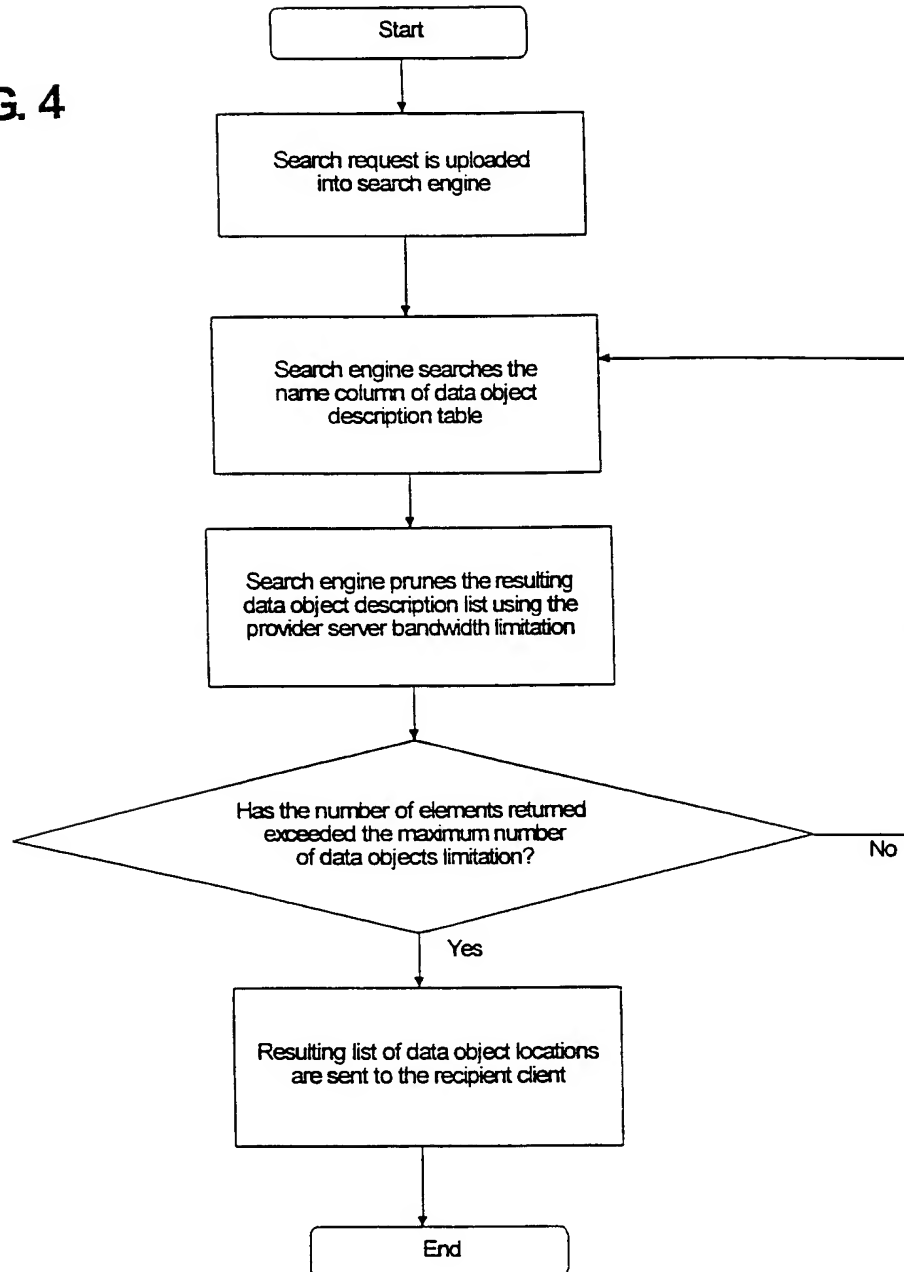 G. 4
Start
Search request is uploaded
into search engine
Search engine searches the
name column of data object
description table
Search engine prunes the resulting
data object description list using the
provider server bandwidth limitation
Has the number of elements returned
exceeded the maximum number
of data objects limitation?
No
Yes
Resulting list of data object locations
are sent to the recipient client
End